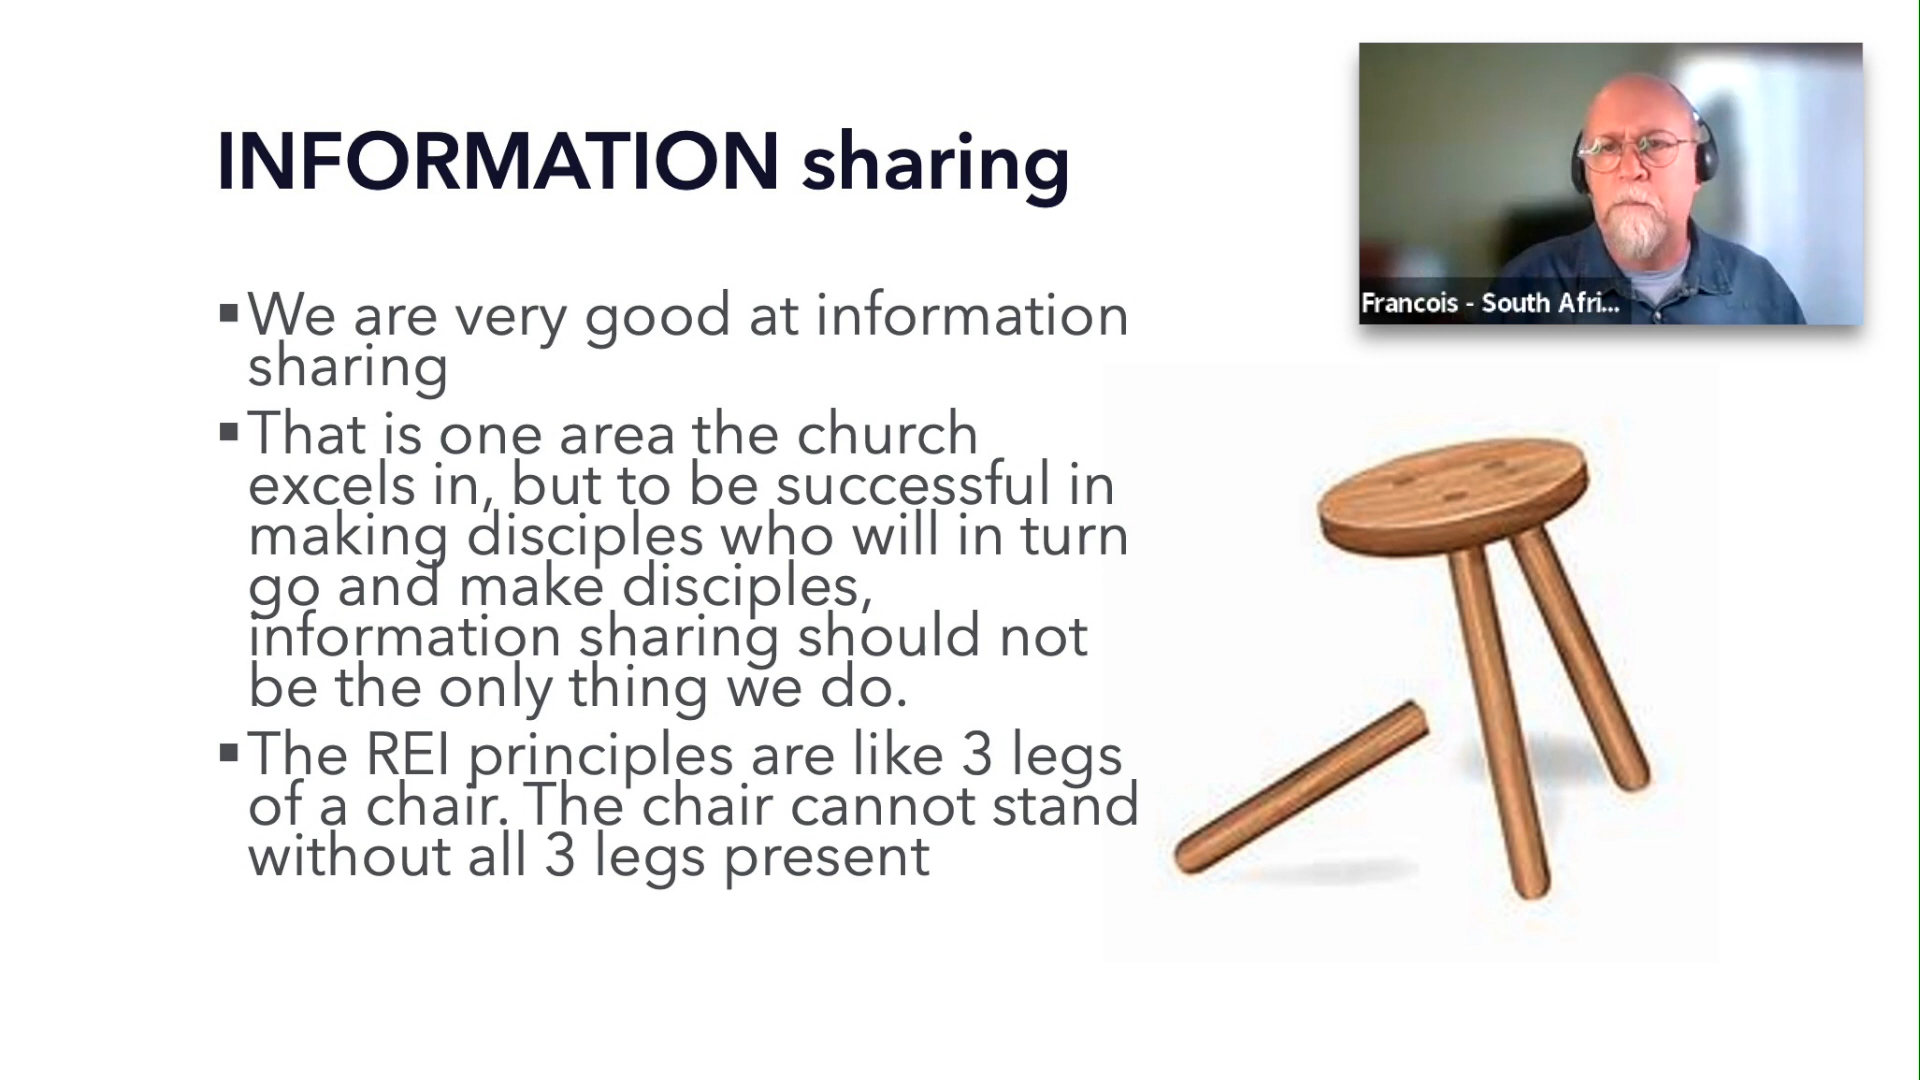 INFORMATION sharing
Francois - South Afri...
▪We are very good at information
sharing
▪That is one area the church
excels in, but to be successful in
making disciples who will in turn
go and make disciples,
information sharing should not
be the only thing we do.
▪The REI principles are like 3 legs
of a chair. The chair cannot stand
without all 3 legs present